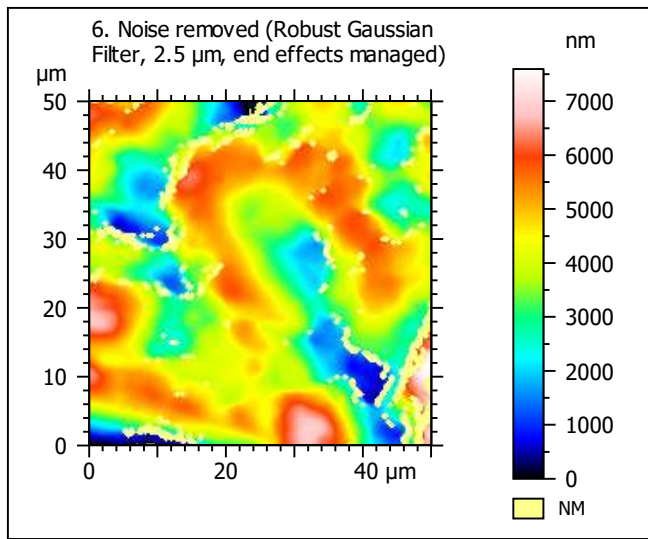 6. Noise removed (Robust Gaussian
Filter, 2.5 µm, end effects managed)
nm
µm
50
40
30
20
10
0
0
20
40 µm
7000
6000
5000
4000
3000
2000
1000
0
NM